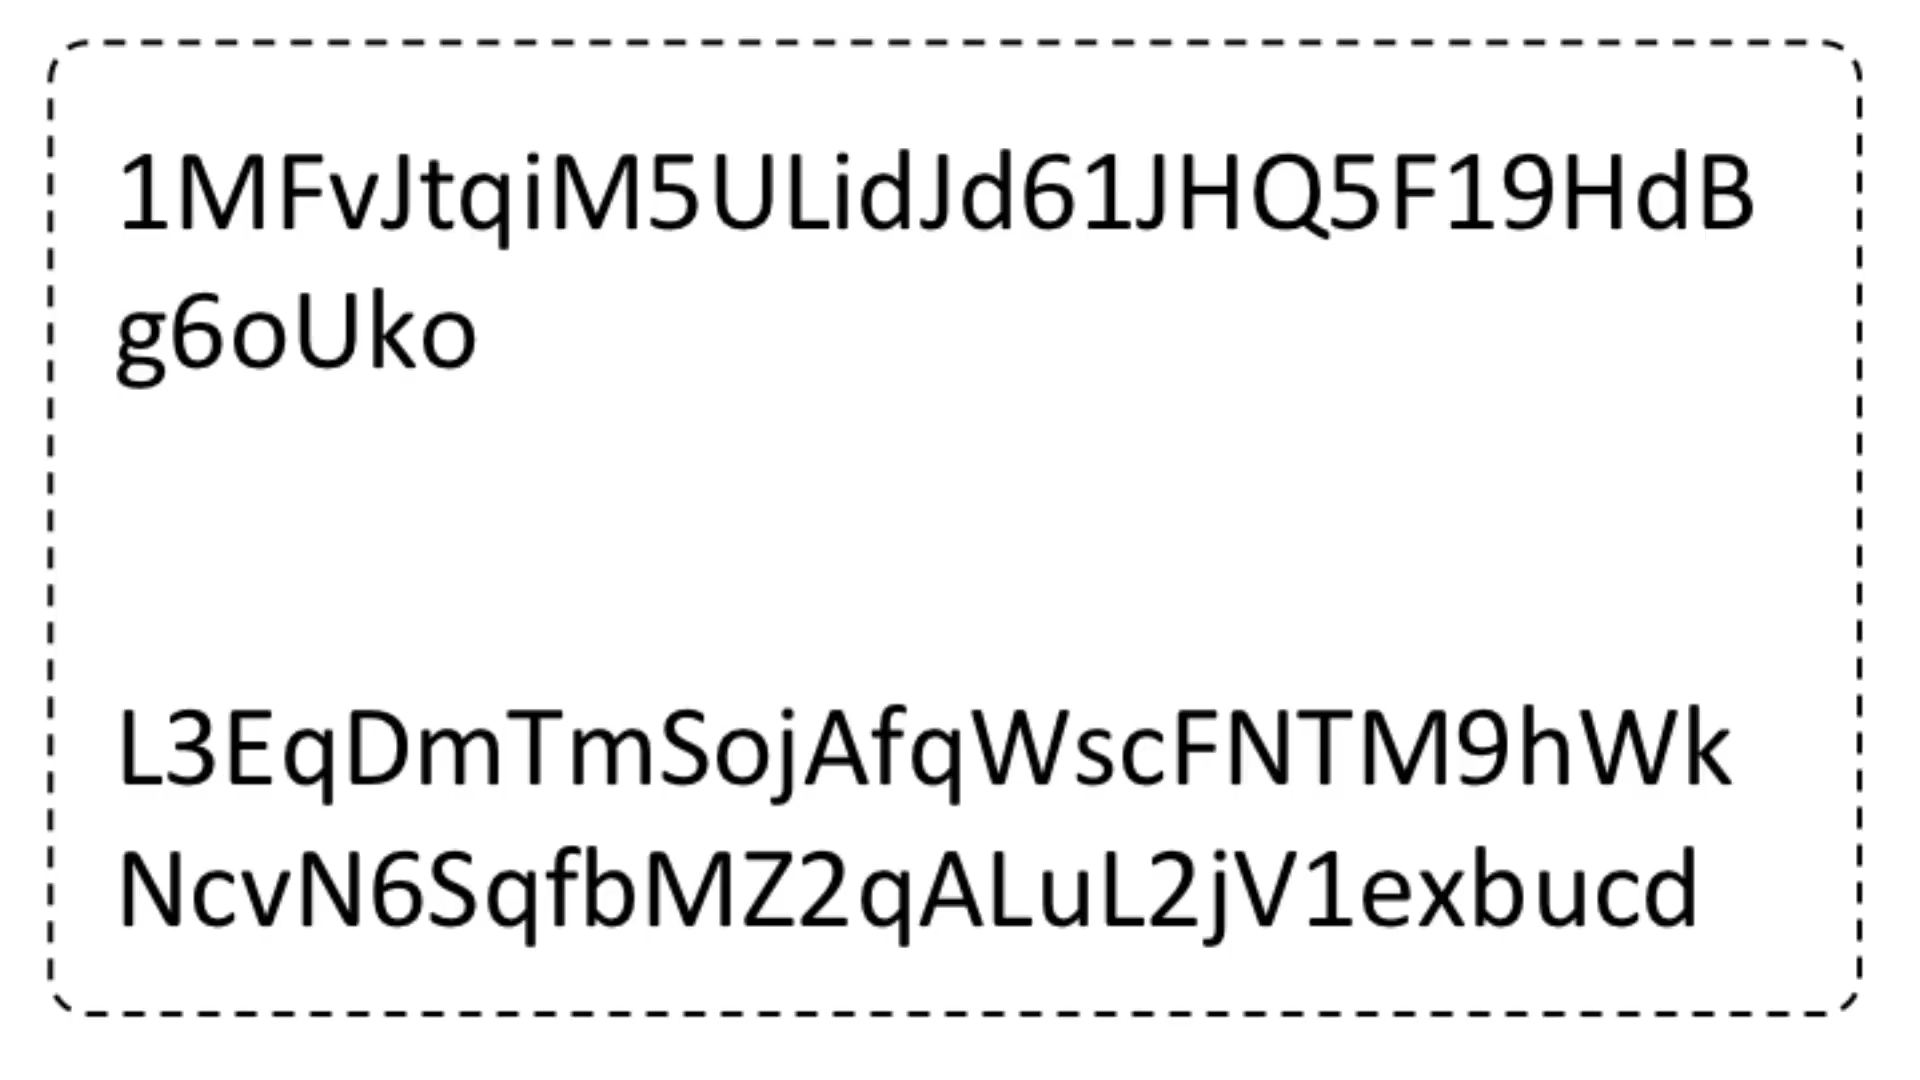 1MFvJtqiM5ULidJd61JHQ5F19HdB
g6oUko
L3EqDmTmSojAfqWscFNTM9hWk
NcvN6SqfbMZ2qALuL2jV1exbucd